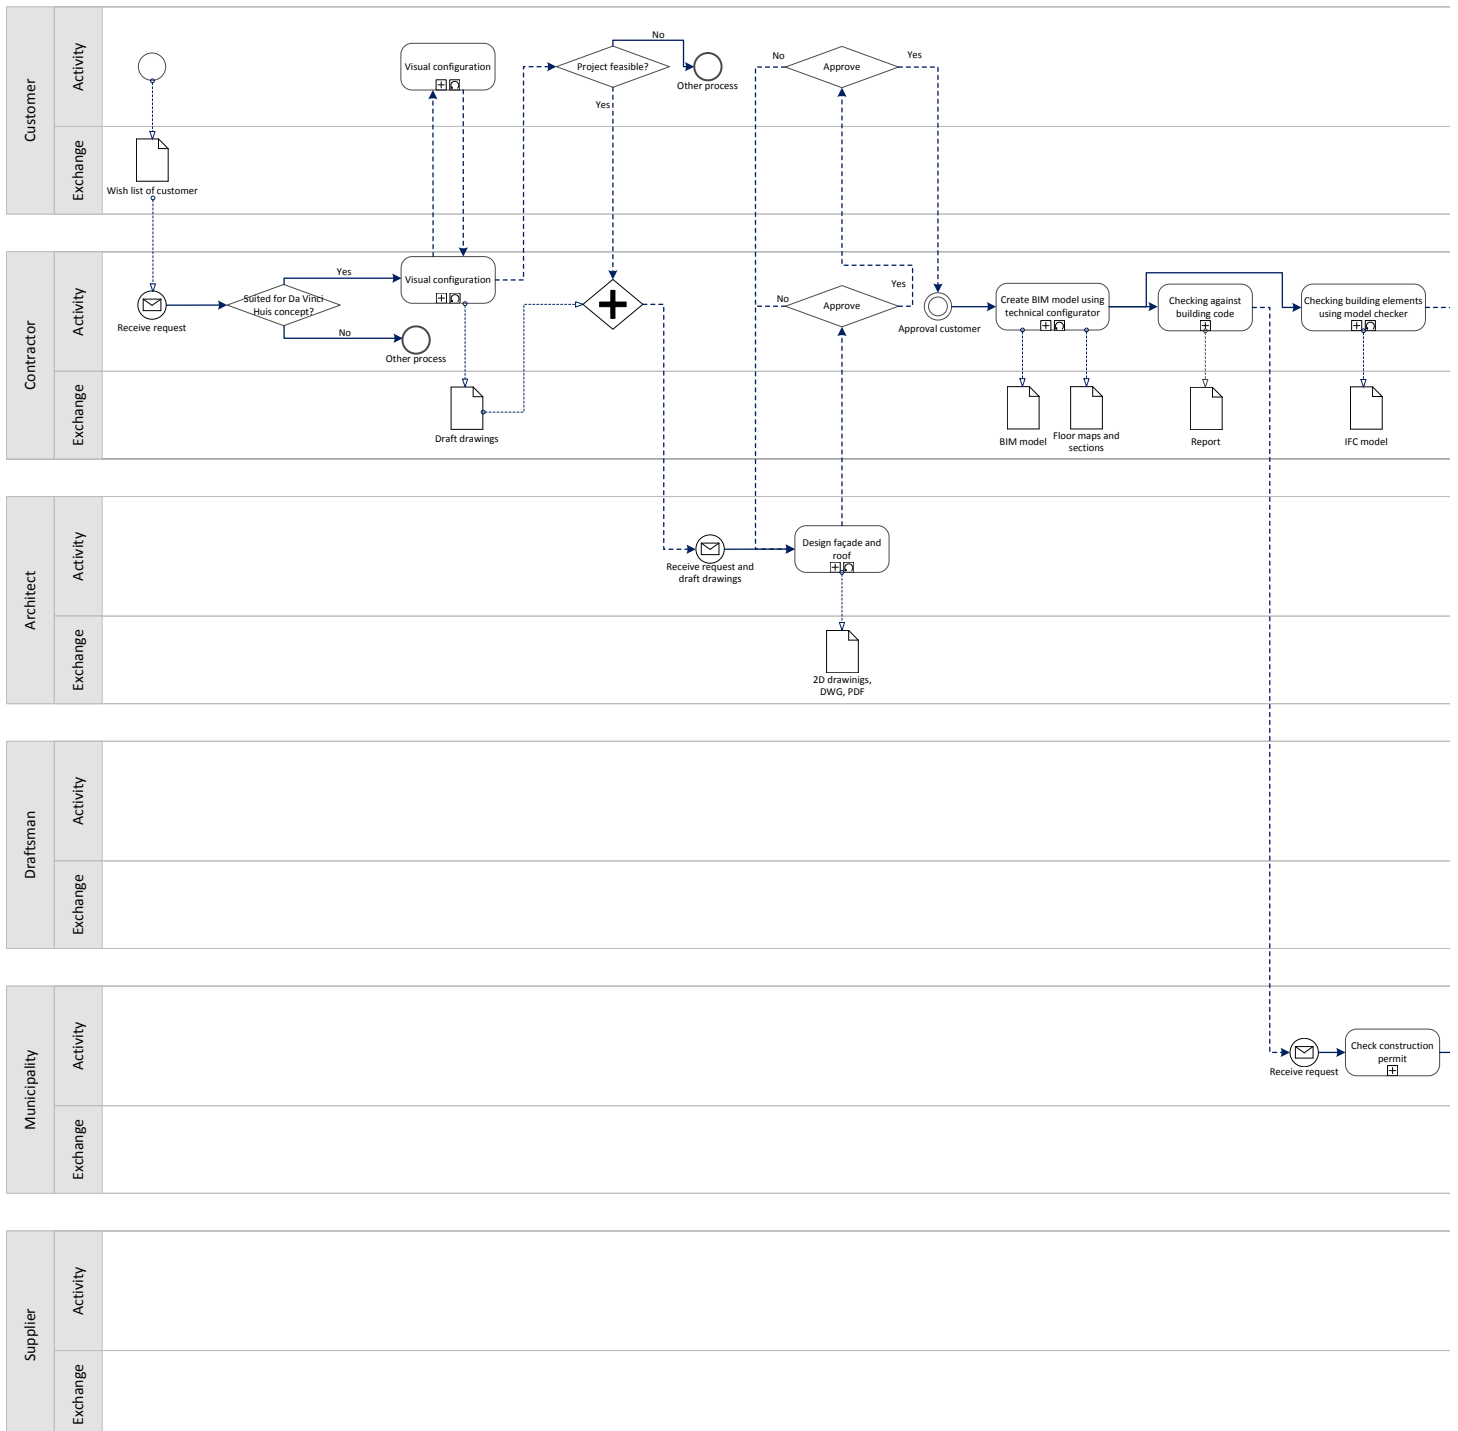 Customer
Activity
Exchange
Visual configuration
Project feasible?
No
Other process
Yes
No
Approve
Yes
Wish list of customer
Contractor
Activity
Exchange
Receive request
Suited for Da Vinci
Huis concept?
Yes
No
Other process
Visual configuration
Draft drawings
No
Approve
Yes
Approval customer
Create BIM model using
technical configurator
Checking against
building code
Checking building elements
using model checker
BIM model
Floor maps and
sections
Report
IFC model
Architect
Activity
Exchange
Receive request and
draft drawings
Design façade and
roof
2D drawinigs,
DWG, PDF
Draftsman
Activity
Exchange
Municipality
Activity
Exchange
Receive request
Check construction
permit
Supplier
Activity
Exchange